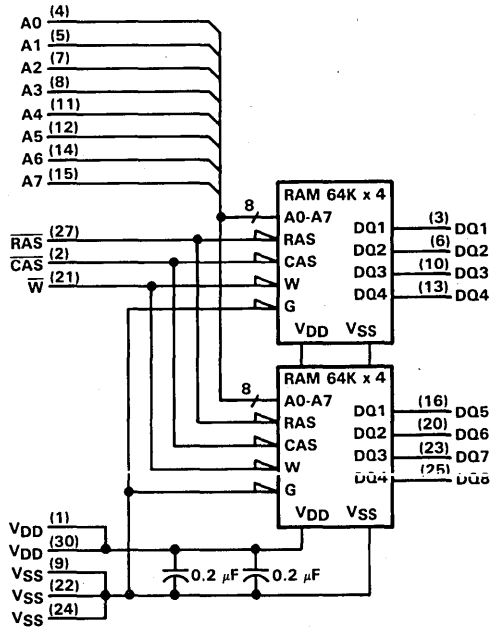 A0 (4)
A1 (5)
A2 (7)
A3 (8)
A4 (11)
A5 (12)
A6 (14)
A7 (15)
RAS (27)
CAS (2)
W (21)
8
RAM 64K x 4
A0-A7
RAS
CAS
W
G
DQ1 (3) DQ1
DQ2 (6) DQ2
DQ3 (10) DQ3
DQ4 (13) DQ4
VDD VSS
8
RAM 64K x 4
A0-A7
RAS
CAS
W
G
DQ1 (16) DQ5
DQ2 (20) DQ6
DQ3 (23) DQ7
DQ4 (25) DQ8
VDD VSS
VDD (1)
VDD (30)
VSS (9)
VSS (22)
VSS (24)
0.2 μF 0.2 μF